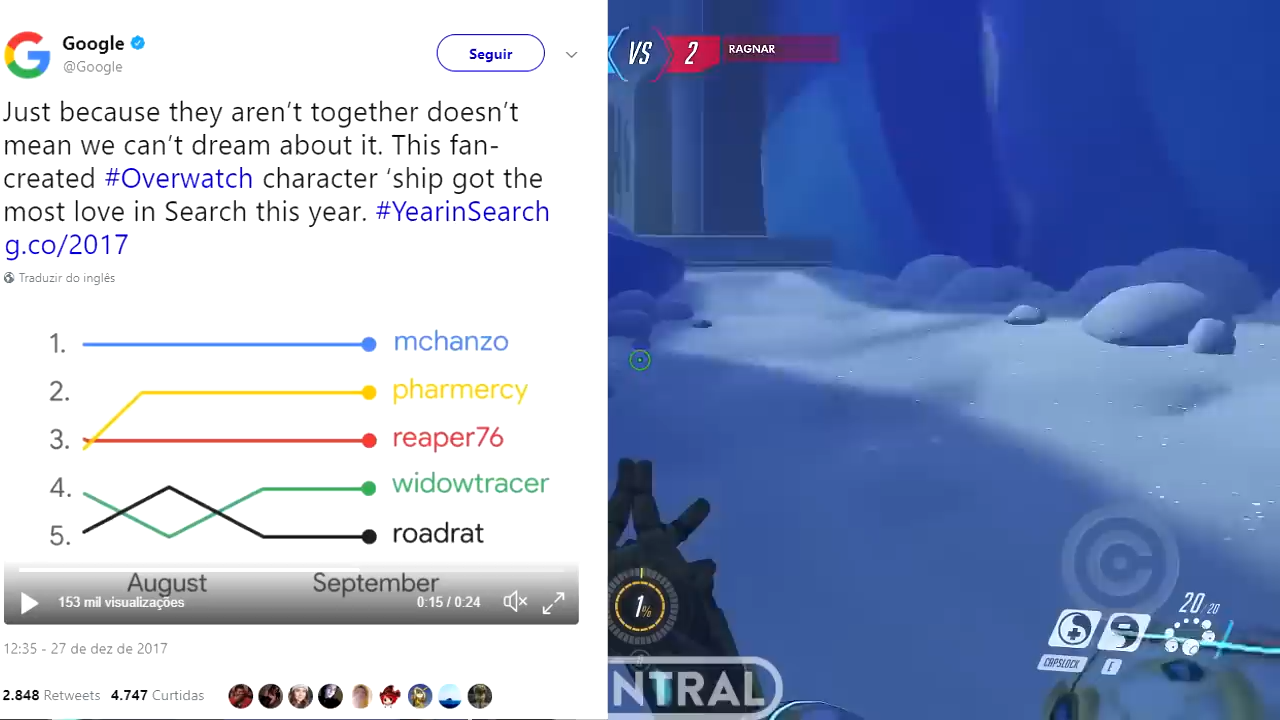 Google
@Google
Seguir
Just because they aren’t together doesn’t
mean we can’t dream about it. This fan-
created #Overwatch character ‘ship got the
most love in Search this year. #YearinSearch
g.co/2017
Traduzir do inglês
1. mchanzo
2. pharmercy
3. reaper76
4. widowtracer
5. roadrat
August September
153 mil visualizações 0:15 / 0:24
12:35 - 27 de dez de 2017
2.848 Retweets 4.747 Curtidas
VS 2 RAGNAR
1%
20/20
CAPSLOCK E
NTRAL